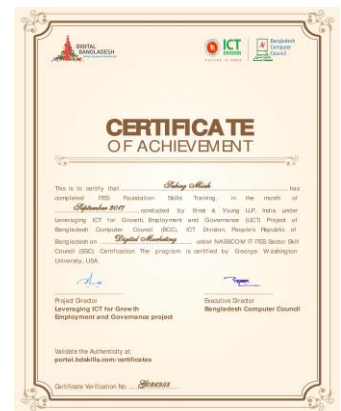 DIGITAL
BANGLADESH
ICT
DIVISION
FUTURE IS HERE
Bangladesh
Computer
Council
CERTIFICATE
OF ACHIEVEMENT
This is to certify that Sohag Miah has
completed ITES Foundation Skills Training, in the month of
September 2017 conducted by Ernst & Young LLP, India under
Leveraging ICT for Growth, Employment and Governance (LICT) Project of
Bangladesh Computer Council (BCC), ICT Division, People's Republic of
Bangladesh on Digital Marketing under NASSCOM IT-ITES Sector Skill
Council (SSC) Certification. The program is certified by George Washington
University, USA.
Project Director
Leveraging ICT for Growth
Employment and Governance project
Executive Director
Bangladesh Computer Council
Validate the Authenticity at:
portal.bdskills.com/certificates
Certificate Verification No: